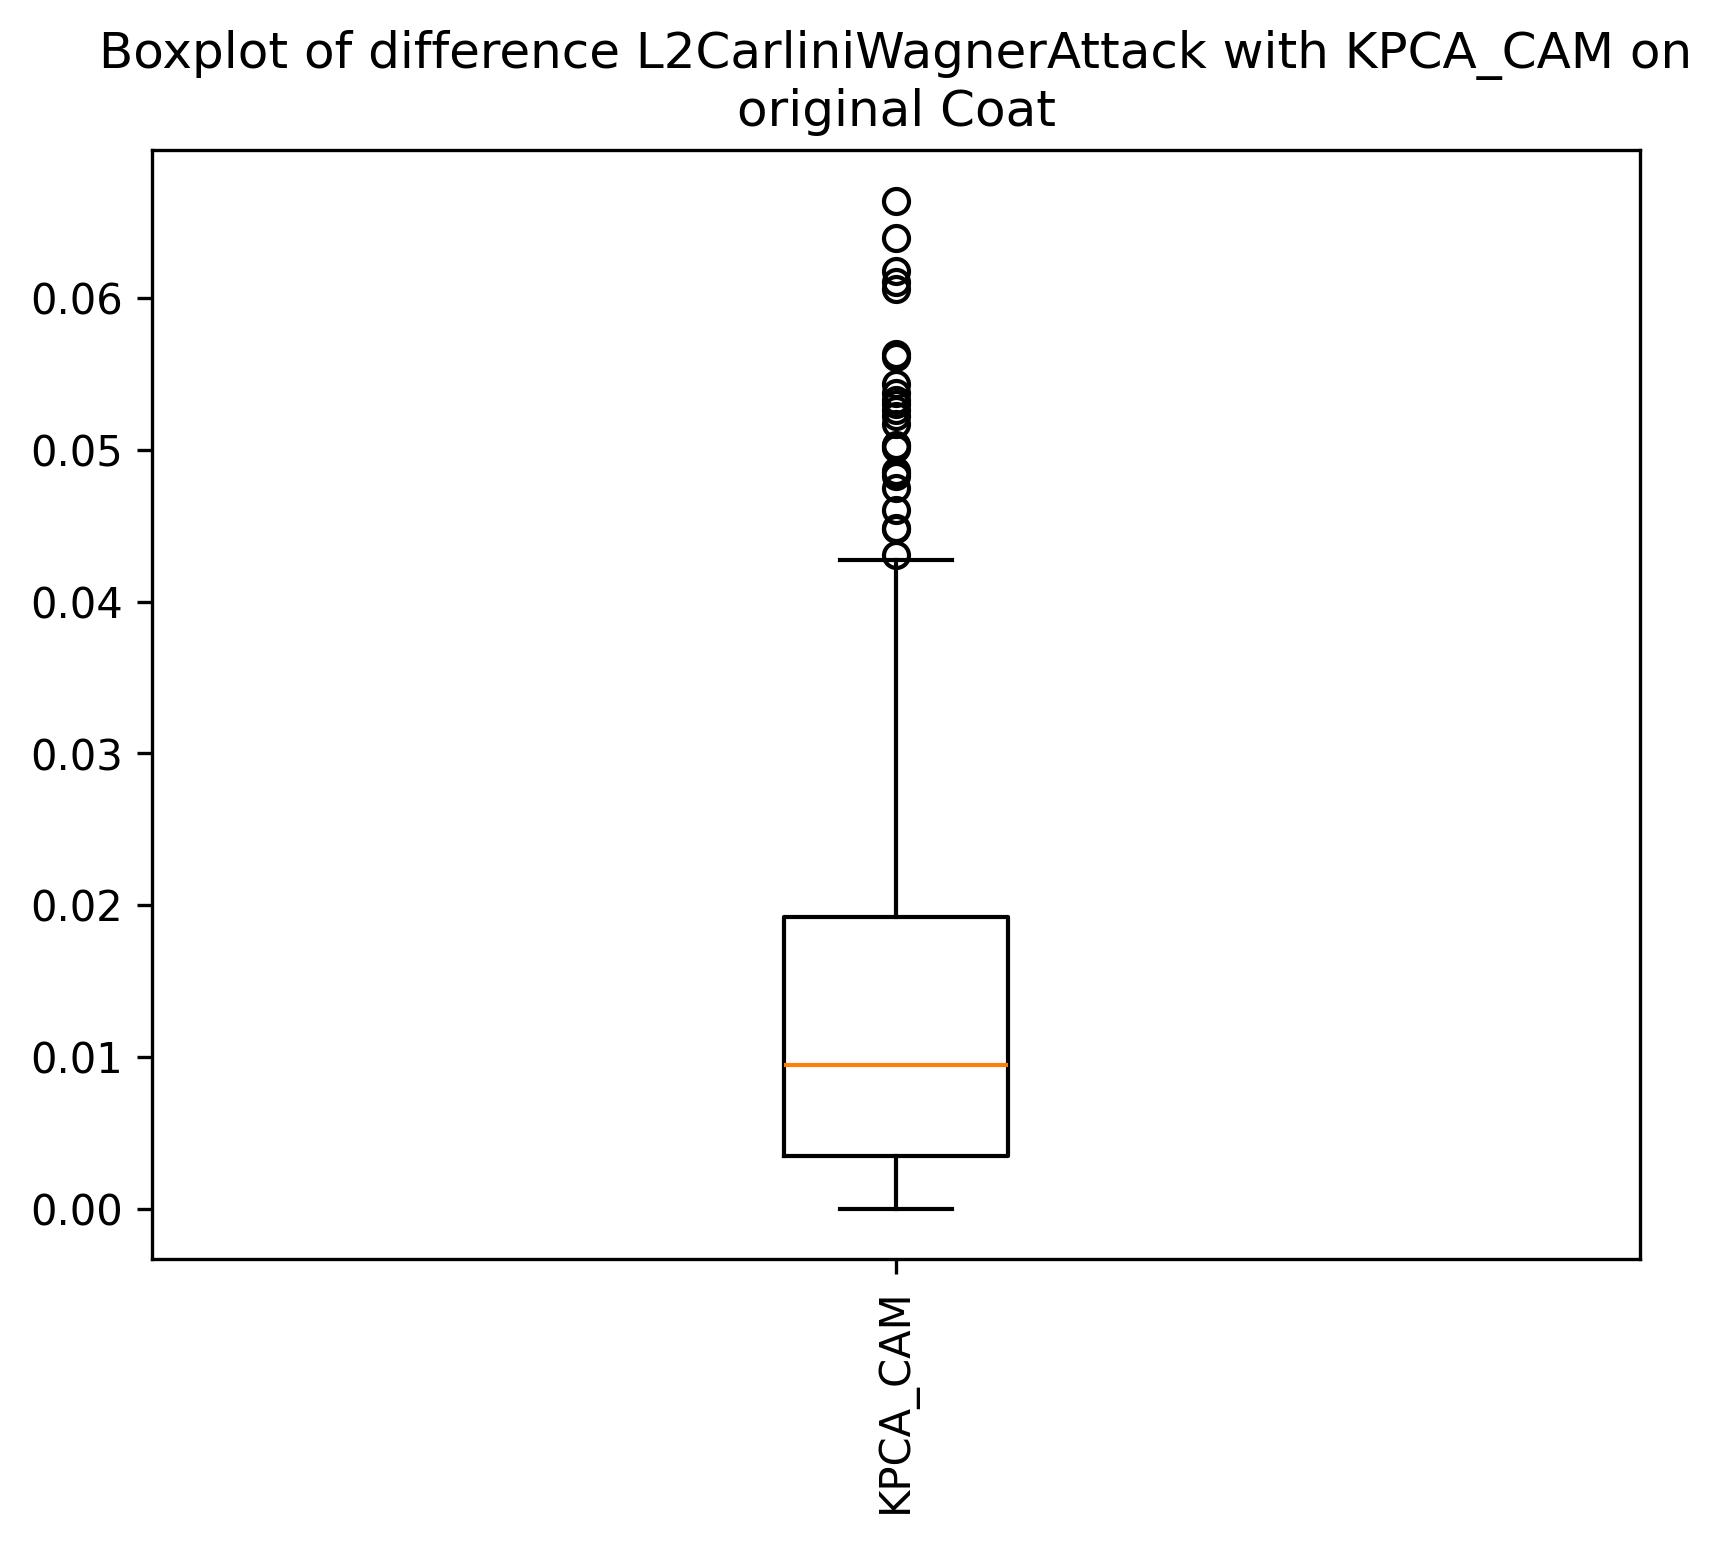 Boxplot of difference L2CarliniWagnerAttack with KPCA_CAM on
original Coat
0.06
0.05
0.04
0.03
0.02
0.01
0.00
KPCA_CAM